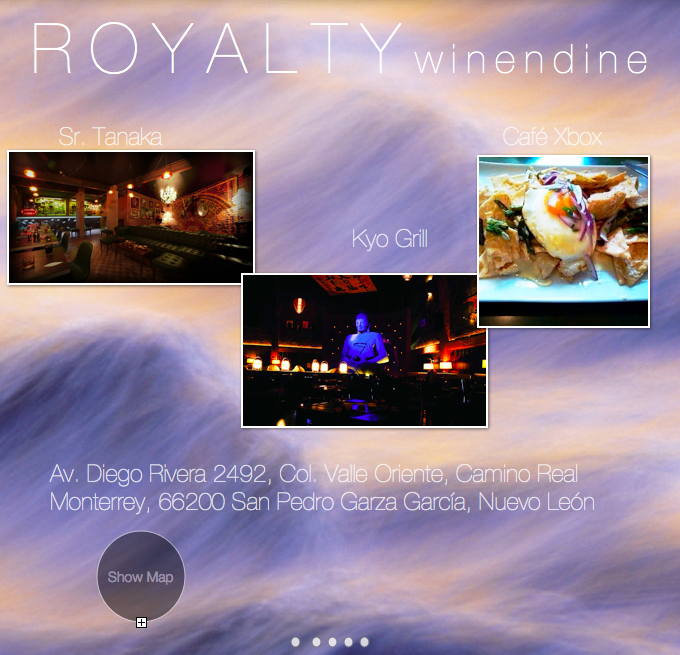 ROYALTY winendine
Sr. Tanaka
Café Xbox
Kyo Grill
Av. Diego Rivera 2492, Col. Valle Oriente, Camino Real
Monterrey, 66200 San Pedro Garza García, Nuevo León
Show Map